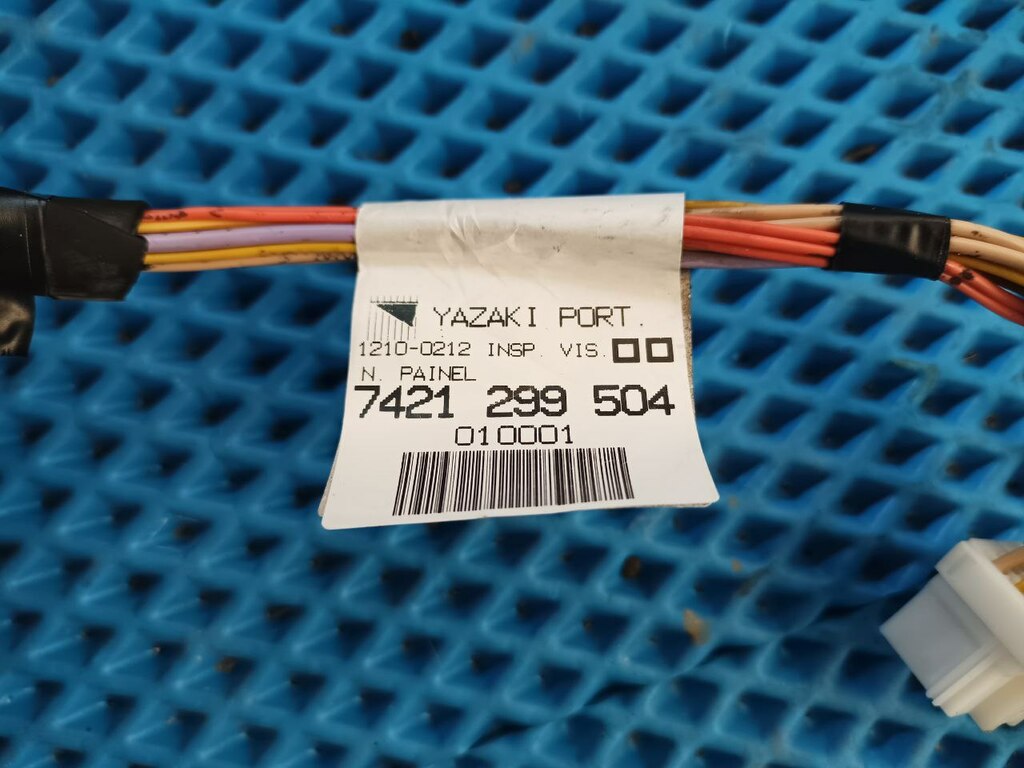 YAZAKI PORT.
1210-0212 INSP. VIS.
N. PAINEL
7421 299 504
010001